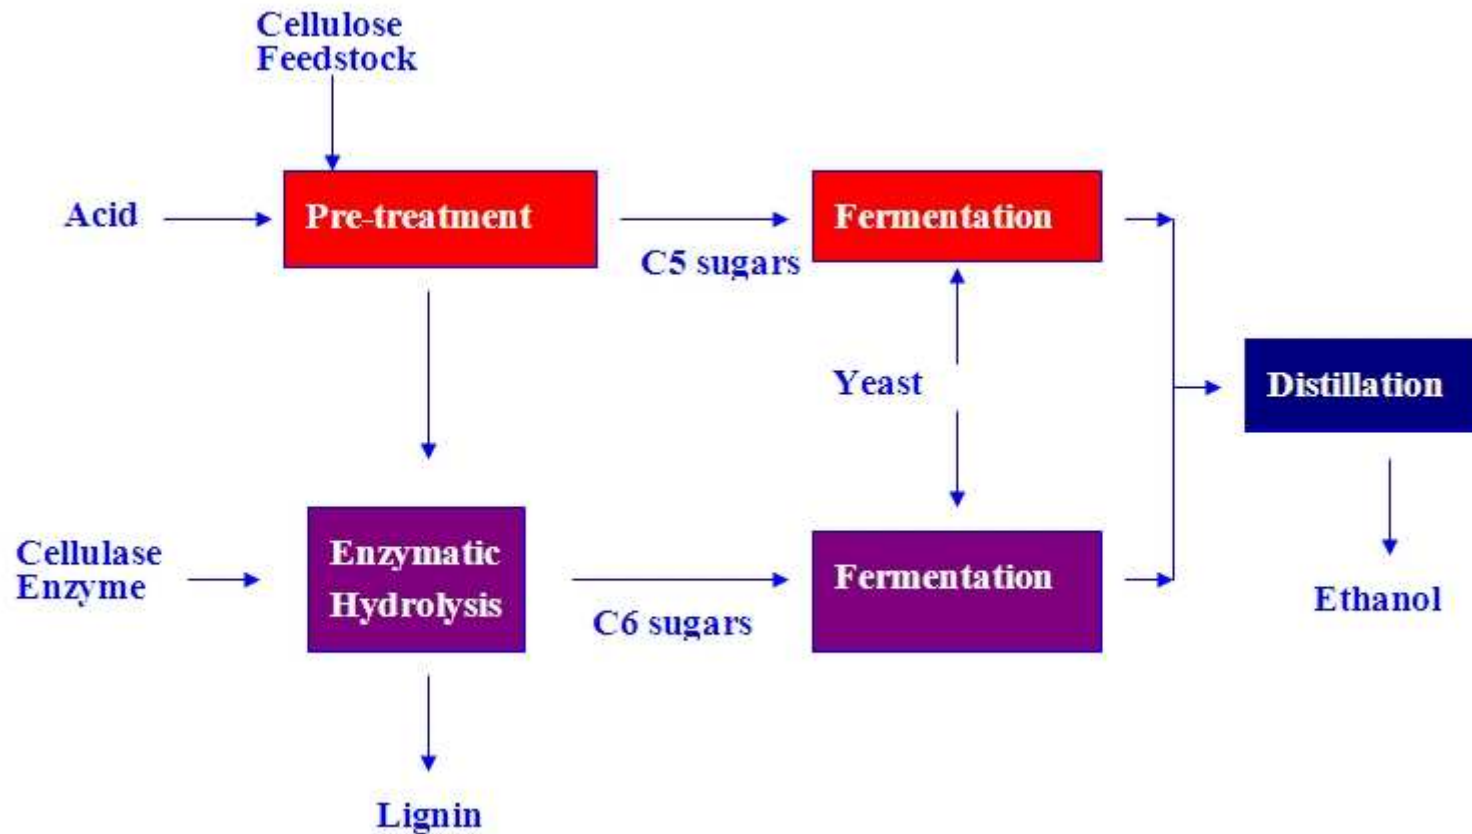 Cellulose
Feedstock
Acid
Pre-treatment
C5 sugars
Fermentation
Yeast
Distillation
Cellulase
Enzyme
Enzymatic
Hydrolysis
C6 sugars
Fermentation
Ethanol
Lignin